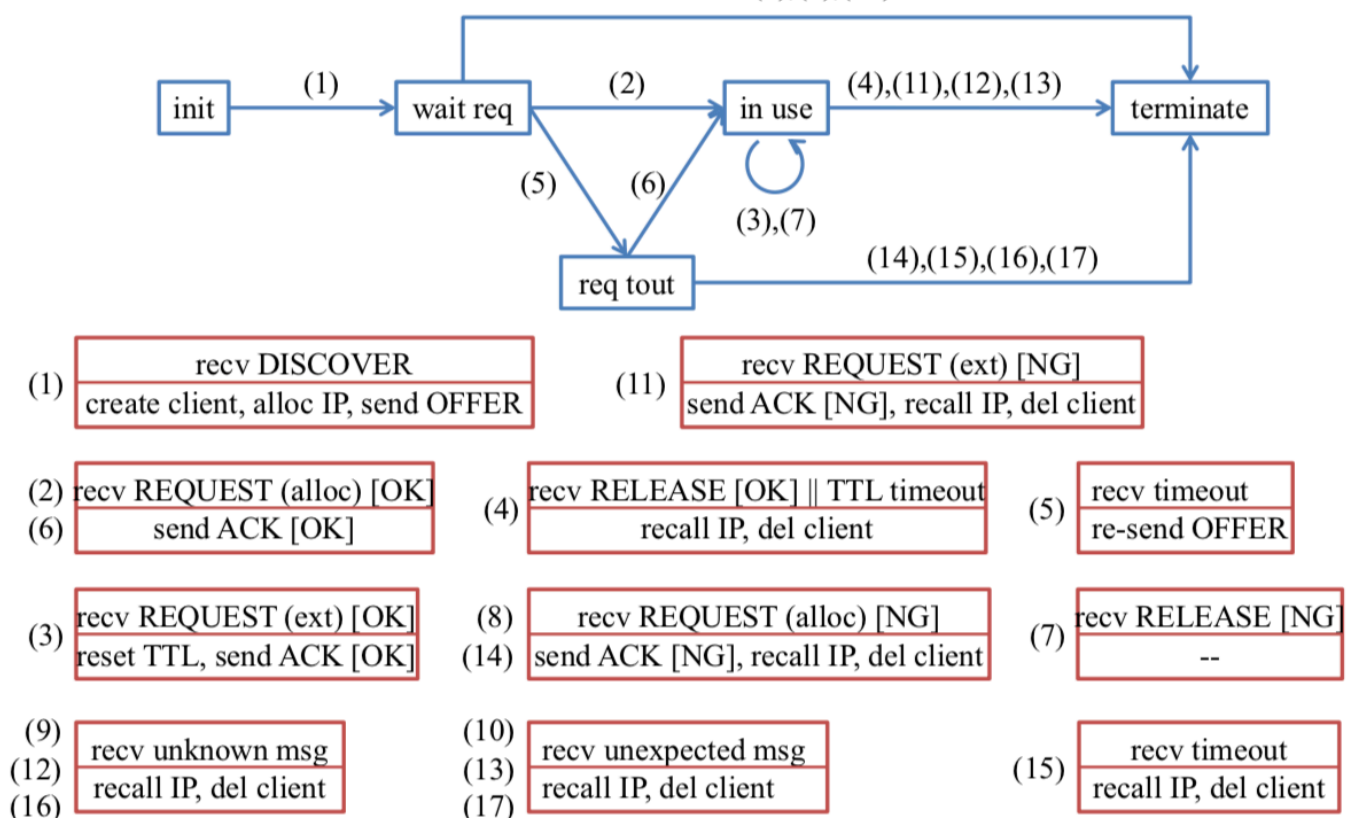 (1)
(2)
(4),(11),(12),(13)
init
wait req
in use
terminate
(5)
(6)
(3),(7)
(14),(15),(16),(17)
req tout
(1)
recv DISCOVER
create client, alloc IP, send OFFER
(11)
recv REQUEST (ext) [NG]
send ACK [NG], recall IP, del client
(2)
(6)
recv REQUEST (alloc) [OK]
send ACK [OK]
(4)
recv RELEASE [OK] || TTL timeout
recall IP, del client
(5)
recv timeout
re-send OFFER
(3)
recv REQUEST (ext) [OK]
reset TTL, send ACK [OK]
(8)
(14)
recv REQUEST (alloc) [NG]
send ACK [NG], recall IP, del client
(7)
recv RELEASE [NG]
--
(9)
(12)
(16)
recv unknown msg
recall IP, del client
(10)
(13)
(17)
recv unexpected msg
recall IP, del client
(15)
recv timeout
recall IP, del client